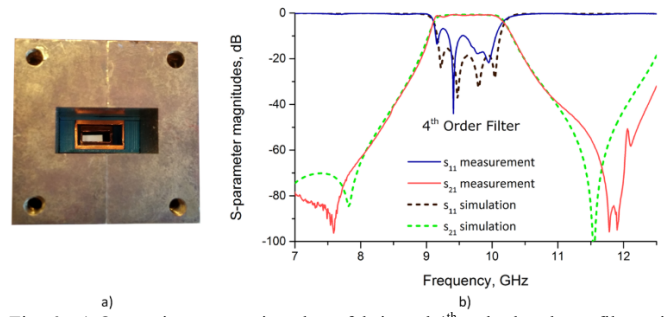 0
-20
-40
-60
-80
-100
S-parameter magnitudes, dB
4th Order Filter
s11 measurement
s21 measurement
s11 simulation
s21 simulation
7 8 9 10 11 12
Frequency, GHz
a) b)